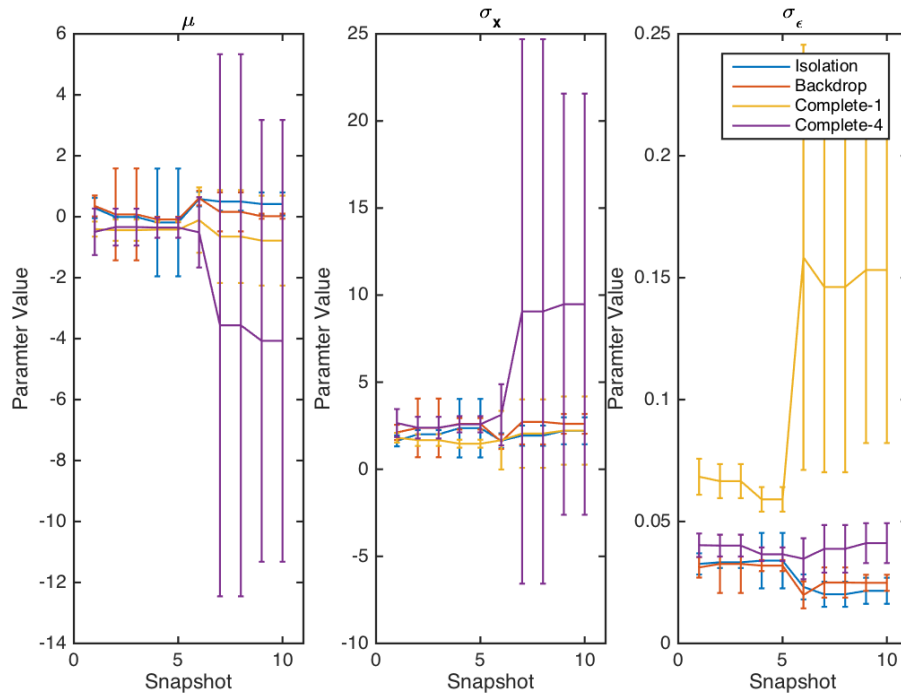 μ
6
4
2
0
-2
-4
-6
-8
-10
-12
-14
0
5
10
Paramter Value
Snapshot
σx
25
20
15
10
5
0
-5
-10
0
5
10
Paramter Value
Snapshot
σϵ
0.25
0.2
0.15
0.1
0.05
0
0
5
10
Paramter Value
Snapshot
Isolation
Backdrop
Complete-1
Complete-4